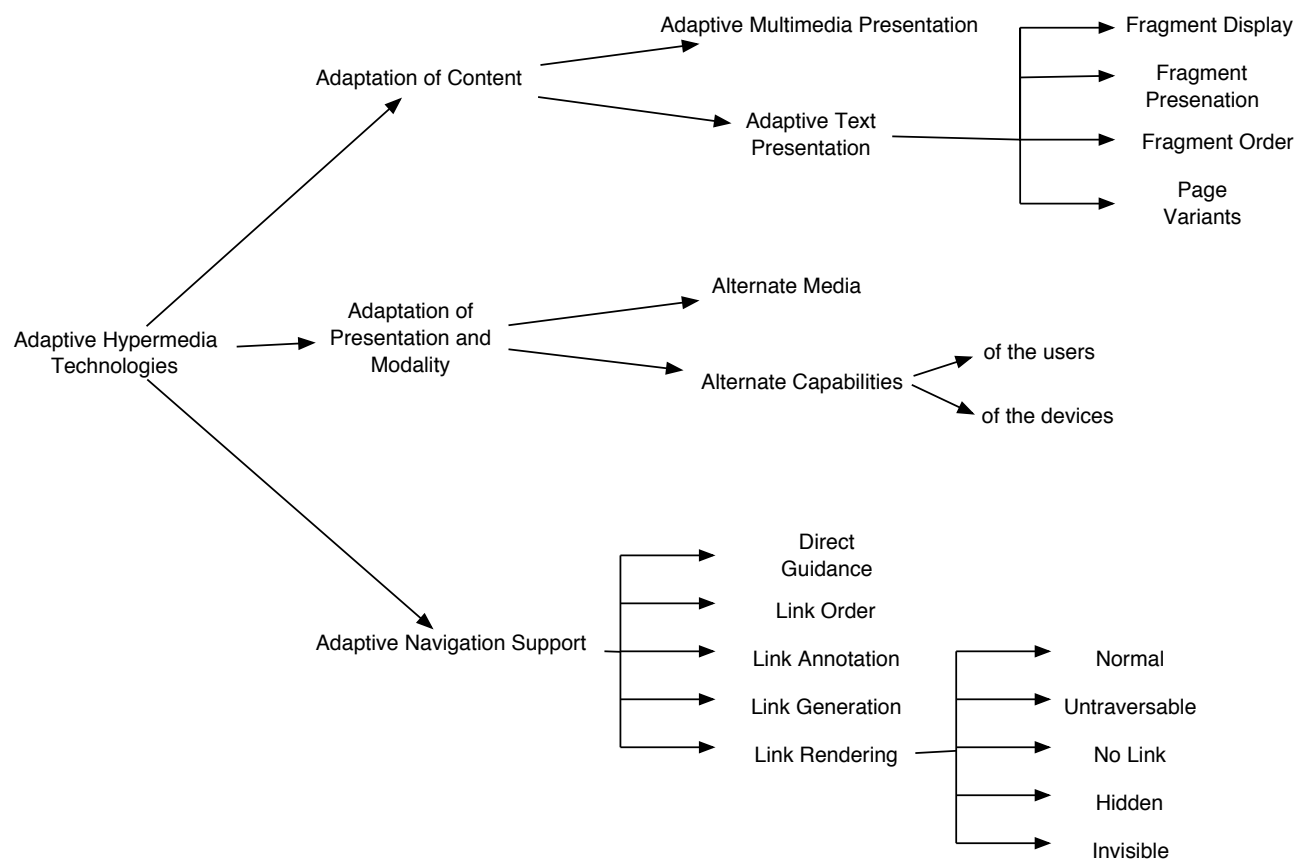 Adaptive Multimedia Presentation
Fragment Display
Adaptation of Content
Fragment
Presenation
Adaptive Text
Presentation
Fragment Order
Page
Variants
Alternate Media
Adaptation of
Presentation and
Modality
Adaptive Hypermedia
Technologies
of the users
Alternate Capabilities
of the devices
Direct
Guidance
Link Order
Adaptive Navigation Support
Link Annotation
Normal
Link Generation
Untraversable
Link Rendering
No Link
Hidden
Invisible